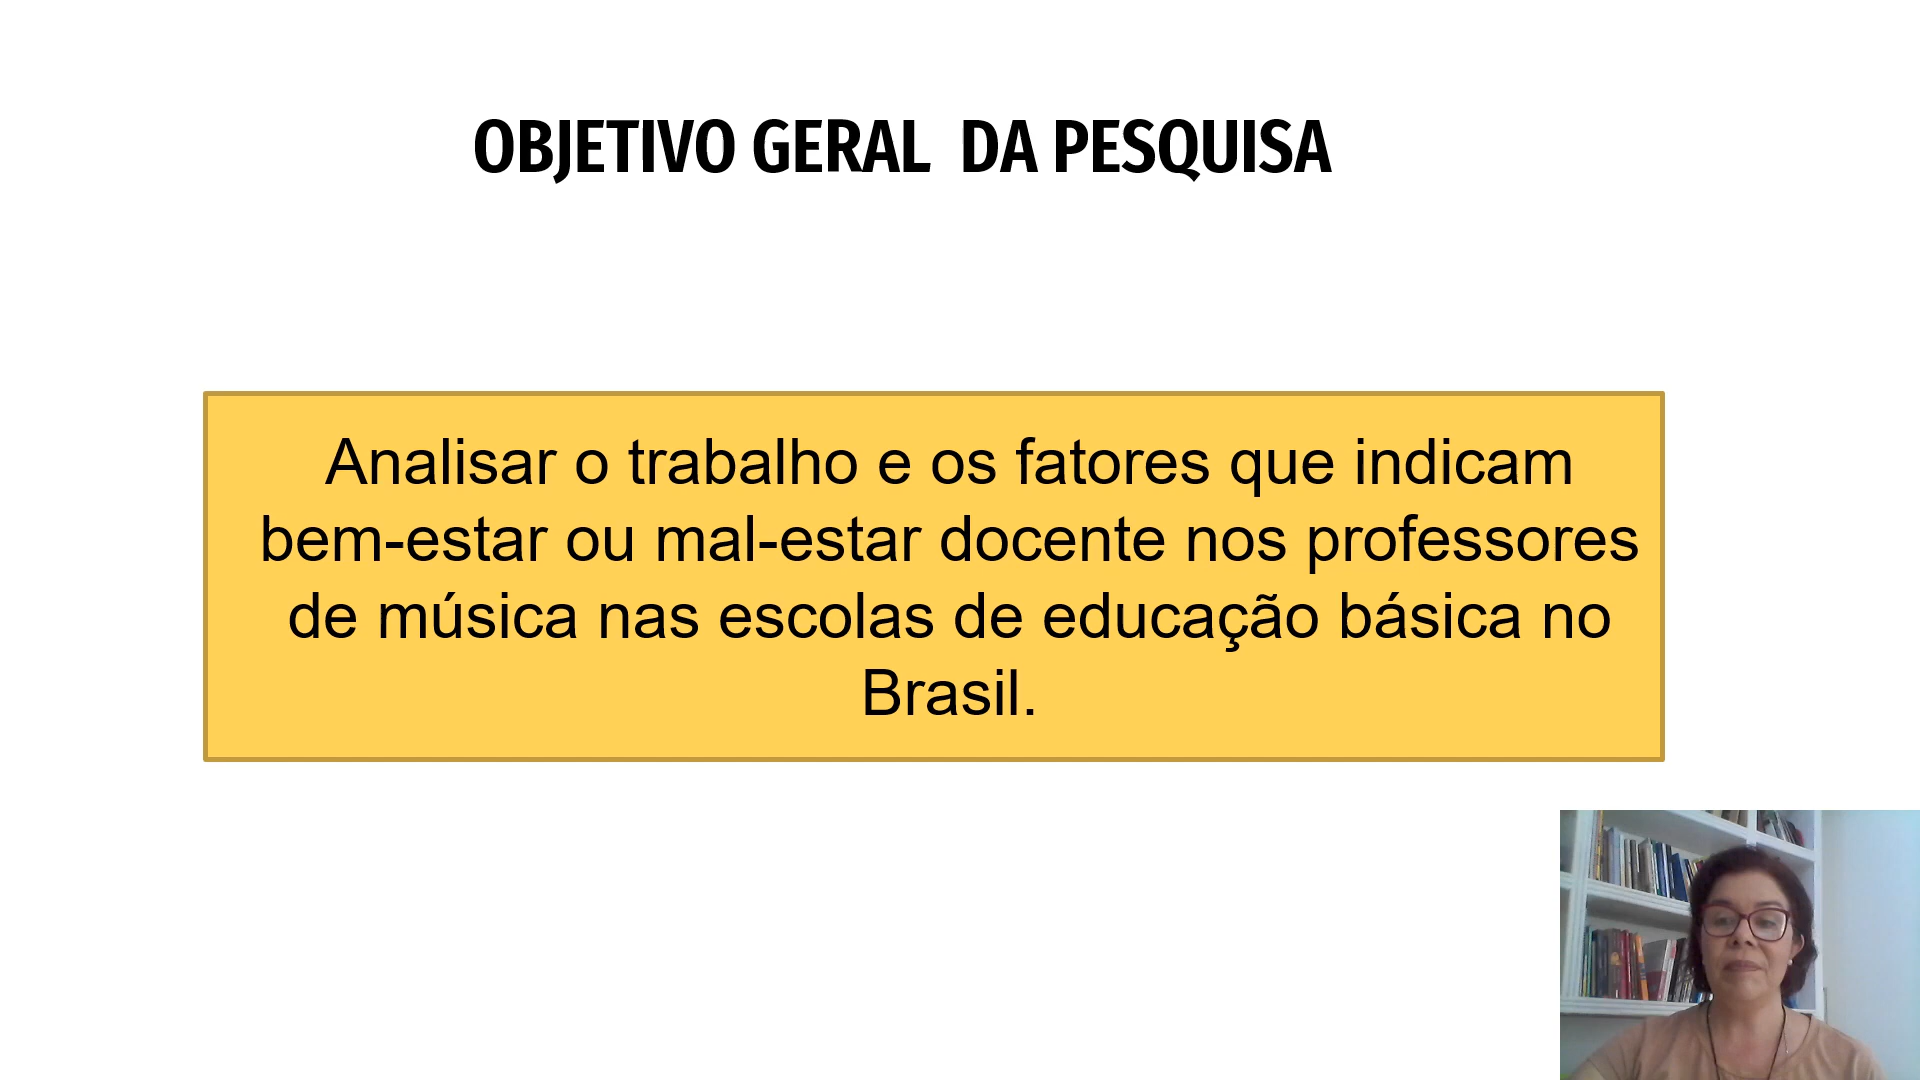 OBJETIVO GERAL  DA PESQUISA
Analisar o trabalho e os fatores que indicam
bem-estar ou mal-estar docente nos professores
de música nas escolas de educação básica no
Brasil.